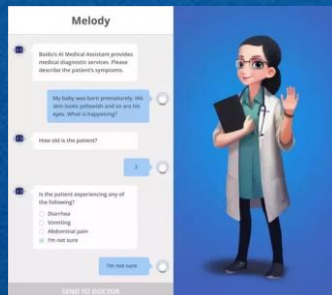 Melody
Baidu's AI Medical Assistant provides
medical diagnostic services. Please
describe the patient's symptoms.
My baby was born prematurely. His
skin looks yellowish and so are his
eyes. What is happening?
How old is the patient?
Is the patient experiencing any of
the following?
Diarrhea
Vomiting
Abdominal pain
I'm not sure
I'm not sure
SEND TO DOCTOR